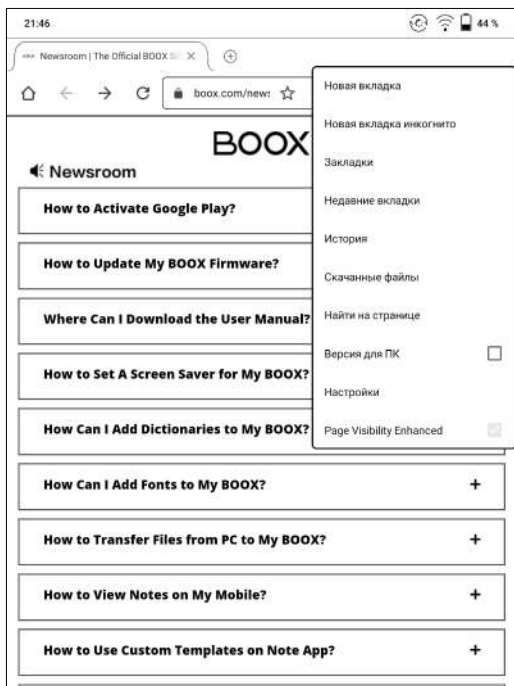 21:46
44 %
Newsroom | The Official BOOX
boox.com/new
BOOX
Newsroom
How to Activate Google Play?
How to Update My BOOX Firmware?
Where Can I Download the User Manual?
How to Set A Screen Saver for My BOOX?
How Can I Add Dictionaries to My BOOX?
How Can I Add Fonts to My BOOX?
How to Transfer Files from PC to My BOOX?
How to View Notes on My Mobile?
How to Use Custom Templates on Note App?
Новая вкладка
Новая вкладка инкогнито
Закладки
Недавние вкладки
История
Скачанные файлы
Найти на странице
Версия для ПК
Настройки
Page Visibility Enhanced